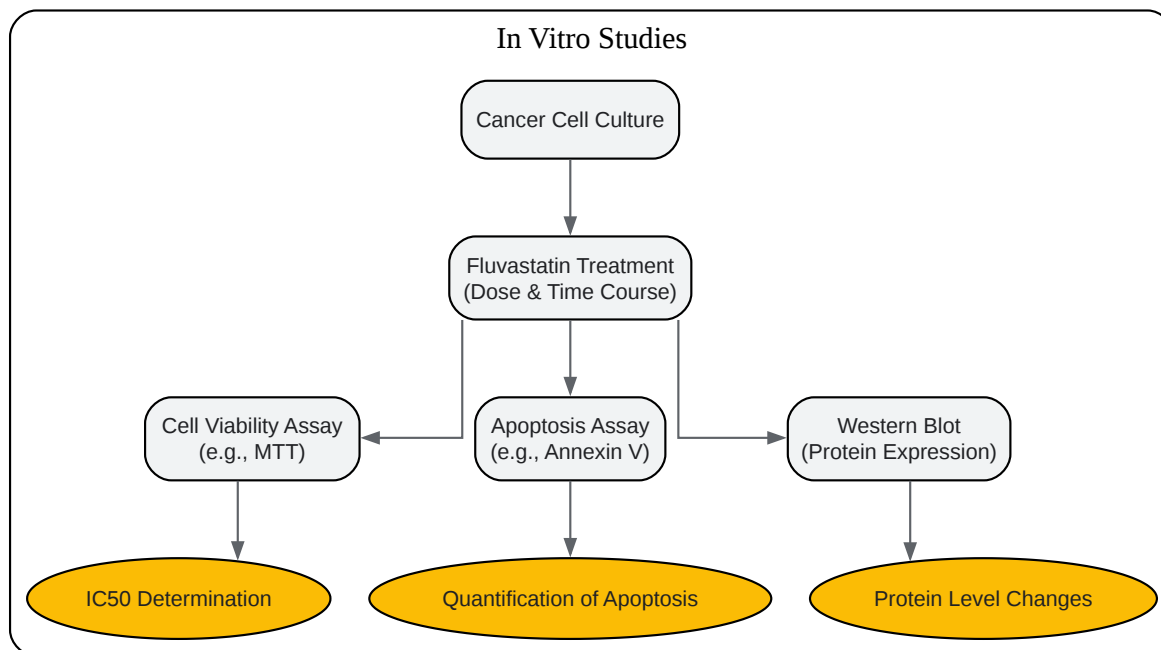 In Vitro Studies
Cancer Cell Culture
Fluvastatin Treatment
(Dose & Time Course)
Cell Viability Assay
(e.g., MTT)
Apoptosis Assay
(e.g., Annexin V)
Western Blot
(Protein Expression)
IC50 Determination
Quantification of Apoptosis
Protein Level Changes